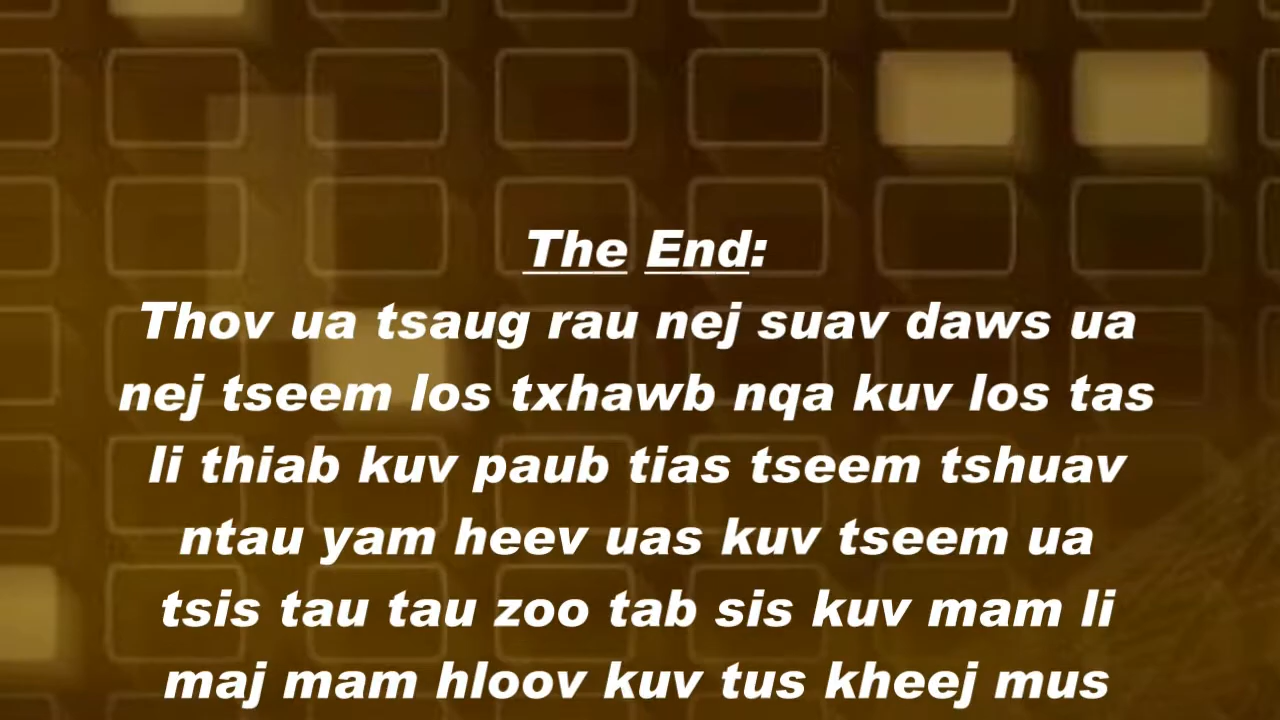 The End:
Thov ua tsaug rau nej suav daws ua
nej tseem los txhawb nqa kuv los tas
li thiab kuv paub tias tseem tshuav
ntau yam heev uas kuv tseem ua
tsis tau tau zoo tab sis kuv mam li
maj mam hloov kuv tus kheej mus